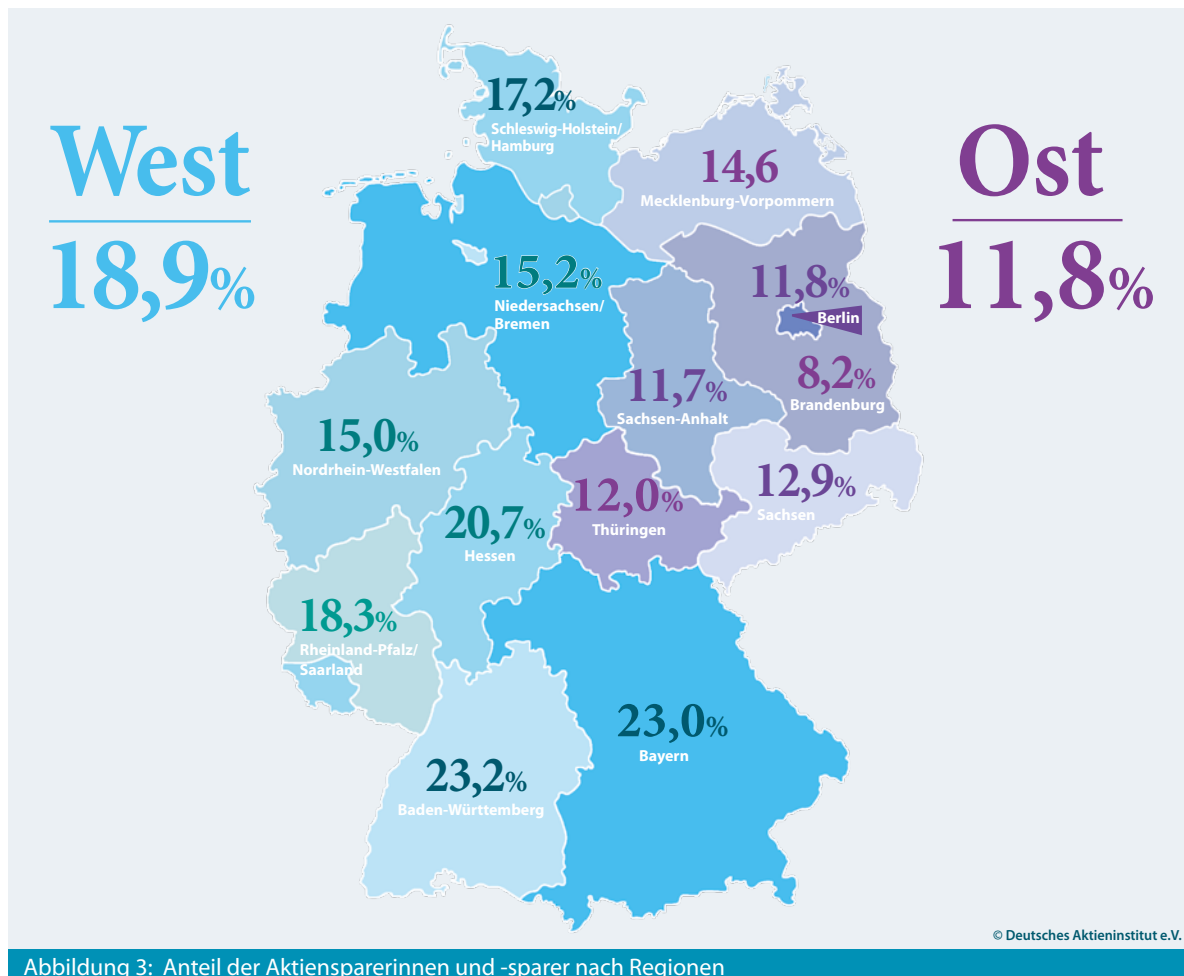 West
18,9%
Ost
11,8%
17,2%
Schleswig-Holstein/
Hamburg
14,6
Mecklenburg-Vorpommern
15,2%
Niedersachsen/
Bremen
11,8%
Berlin
8,2%
Brandenburg
11,7%
Sachsen-Anhalt
15,0%
Nordrhein-Westfalen
12,9%
Sachsen
12,0%
Thüringen
20,7%
Hessen
18,3%
Rheinland-Pfalz/
Saarland
23,0%
Bayern
23,2%
Baden-Württemberg
© Deutsches Aktieninstitut e.V.
Abbildung 3: Anteil der Aktiensparerinnen und -sparer nach Regionen